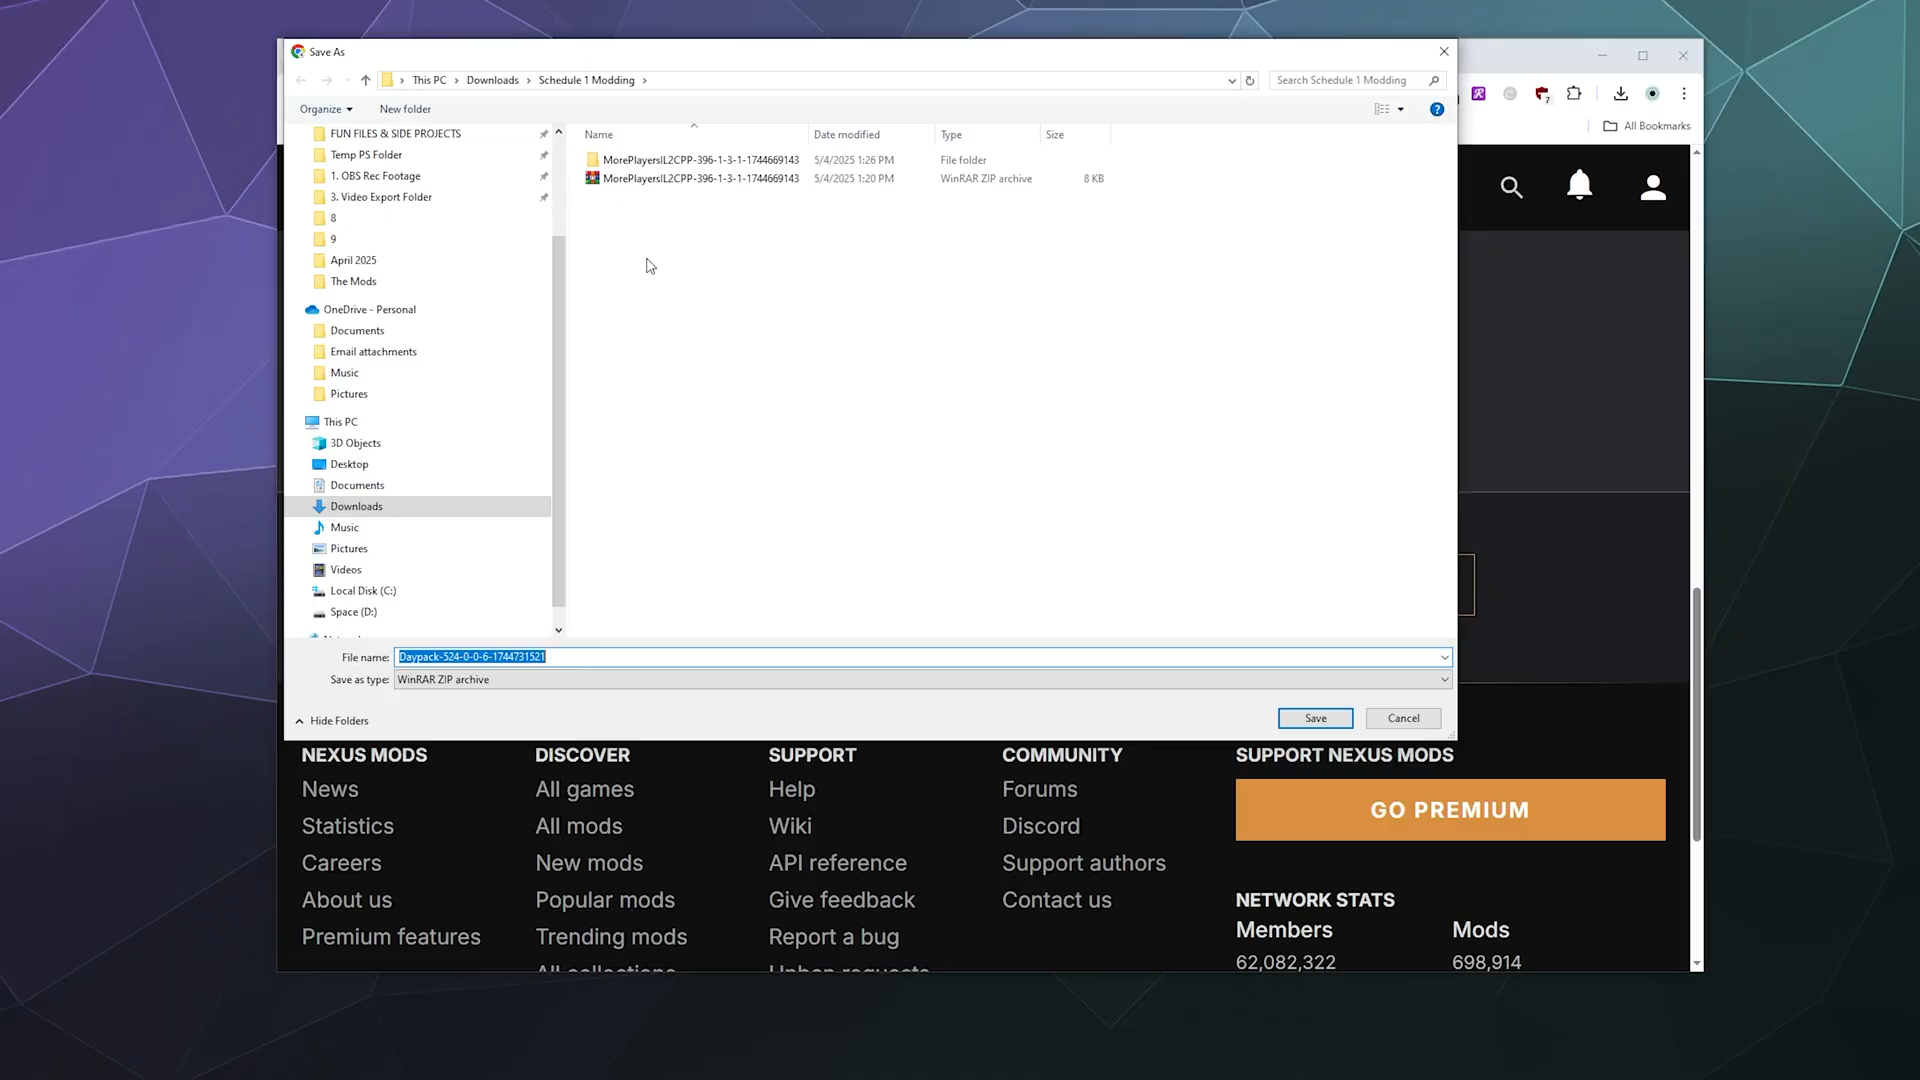 Save As
This PC > Downloads > Schedule 1 Modding >
Search Schedule 1 Modding
Organize
New folder
7
All Bookmarks
Name
Date modified
Type
Size
MorePlayersIL2CPP-396-1-3-1-1744669143 5/4/2025 1:26 PM File folder
MorePlayersIL2CPP-396-1-3-1-1744669143 5/4/2025 1:20 PM WinRAR ZIP archive 8 KB
FUN FILES & SIDE PROJECTS
Temp PS Folder
1. OBS Rec Footage
3. Video Export Folder
8
9
April 2025
The Mods
OneDrive - Personal
Documents
Email attachments
Music
Pictures
This PC
3D Objects
Desktop
Documents
Downloads
Music
Pictures
Videos
Local Disk (C:)
Space (D:)
File name: Daypack-524-0-0-6-1744731521
Save as type: WinRAR ZIP archive
Hide Folders
Save
Cancel
NEXUS MODS
News
Statistics
Careers
About us
Premium features
DISCOVER
All games
All mods
New mods
Popular mods
Trending mods
All collections
SUPPORT
Help
Wiki
API reference
Give feedback
Report a bug
Unban requests
COMMUNITY
Forums
Discord
Support authors
Contact us
SUPPORT NEXUS MODS
GO PREMIUM
NETWORK STATS
Members
Mods
62,082,322
698,914